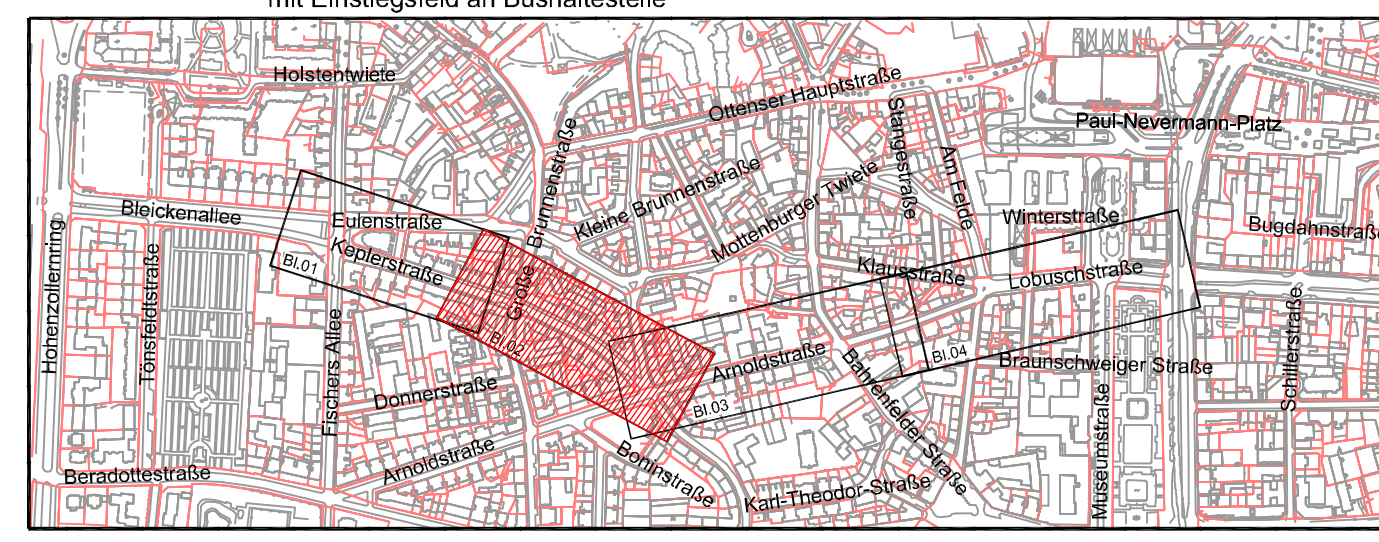 mit Einstiegsfeld an Bushaltestelle
Holstentwiete
Ottenser Hauptstraße
Stangestraße
Am Felde
Paul-Nevermann-Platz
Brunnenstraße
Große
Kleine Brunnenstraße
Mottenburger Twiete
Bleickenallee
Eulenstraße
Keplerstraße
Bl.01
Winterstraße
Bugdahnstraße
Klausstraße
Lobuschstraße
Hohenzollernring
Tönsfeldtstraße
Fischers Allee
Bl.02
Bl.04
Arnoldstraße
Braunschweiger Straße
Schillerstraße
Donnerstraße
Bl.03
Bahrenfelder Straße
Museumstraße
Beradottestraße
Arnoldstraße
Boninstraße
Karl-Theodor-Straße